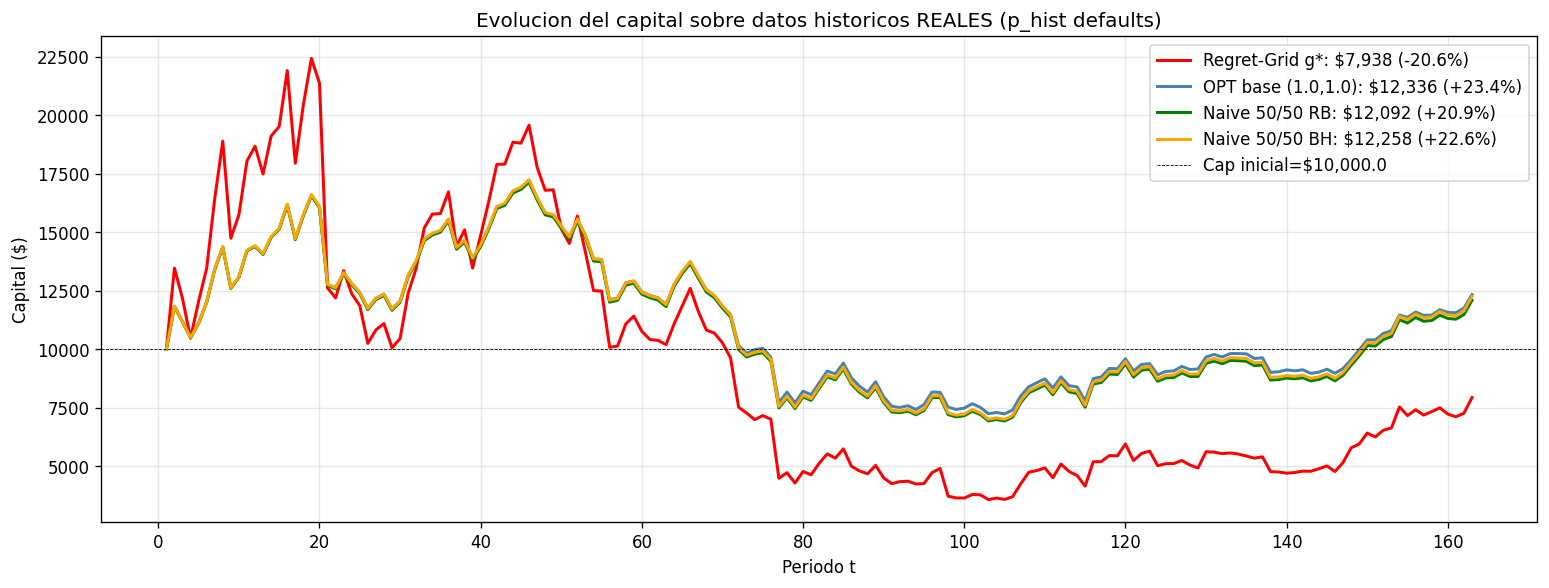 Evolucion del capital sobre datos historicos REALES (p_hist defaults)
Capital ($)
22500
20000
17500
15000
12500
10000
7500
5000
Regret-Grid g*: $7,938 (-20.6%)
OPT base (1.0,1.0): $12,336 (+23.4%)
Naive 50/50 RB: $12,092 (+20.9%)
Naive 50/50 BH: $12,258 (+22.6%)
Cap inicial=$10,000.0
0 20 40 60 80 100 120 140 160
Periodo t